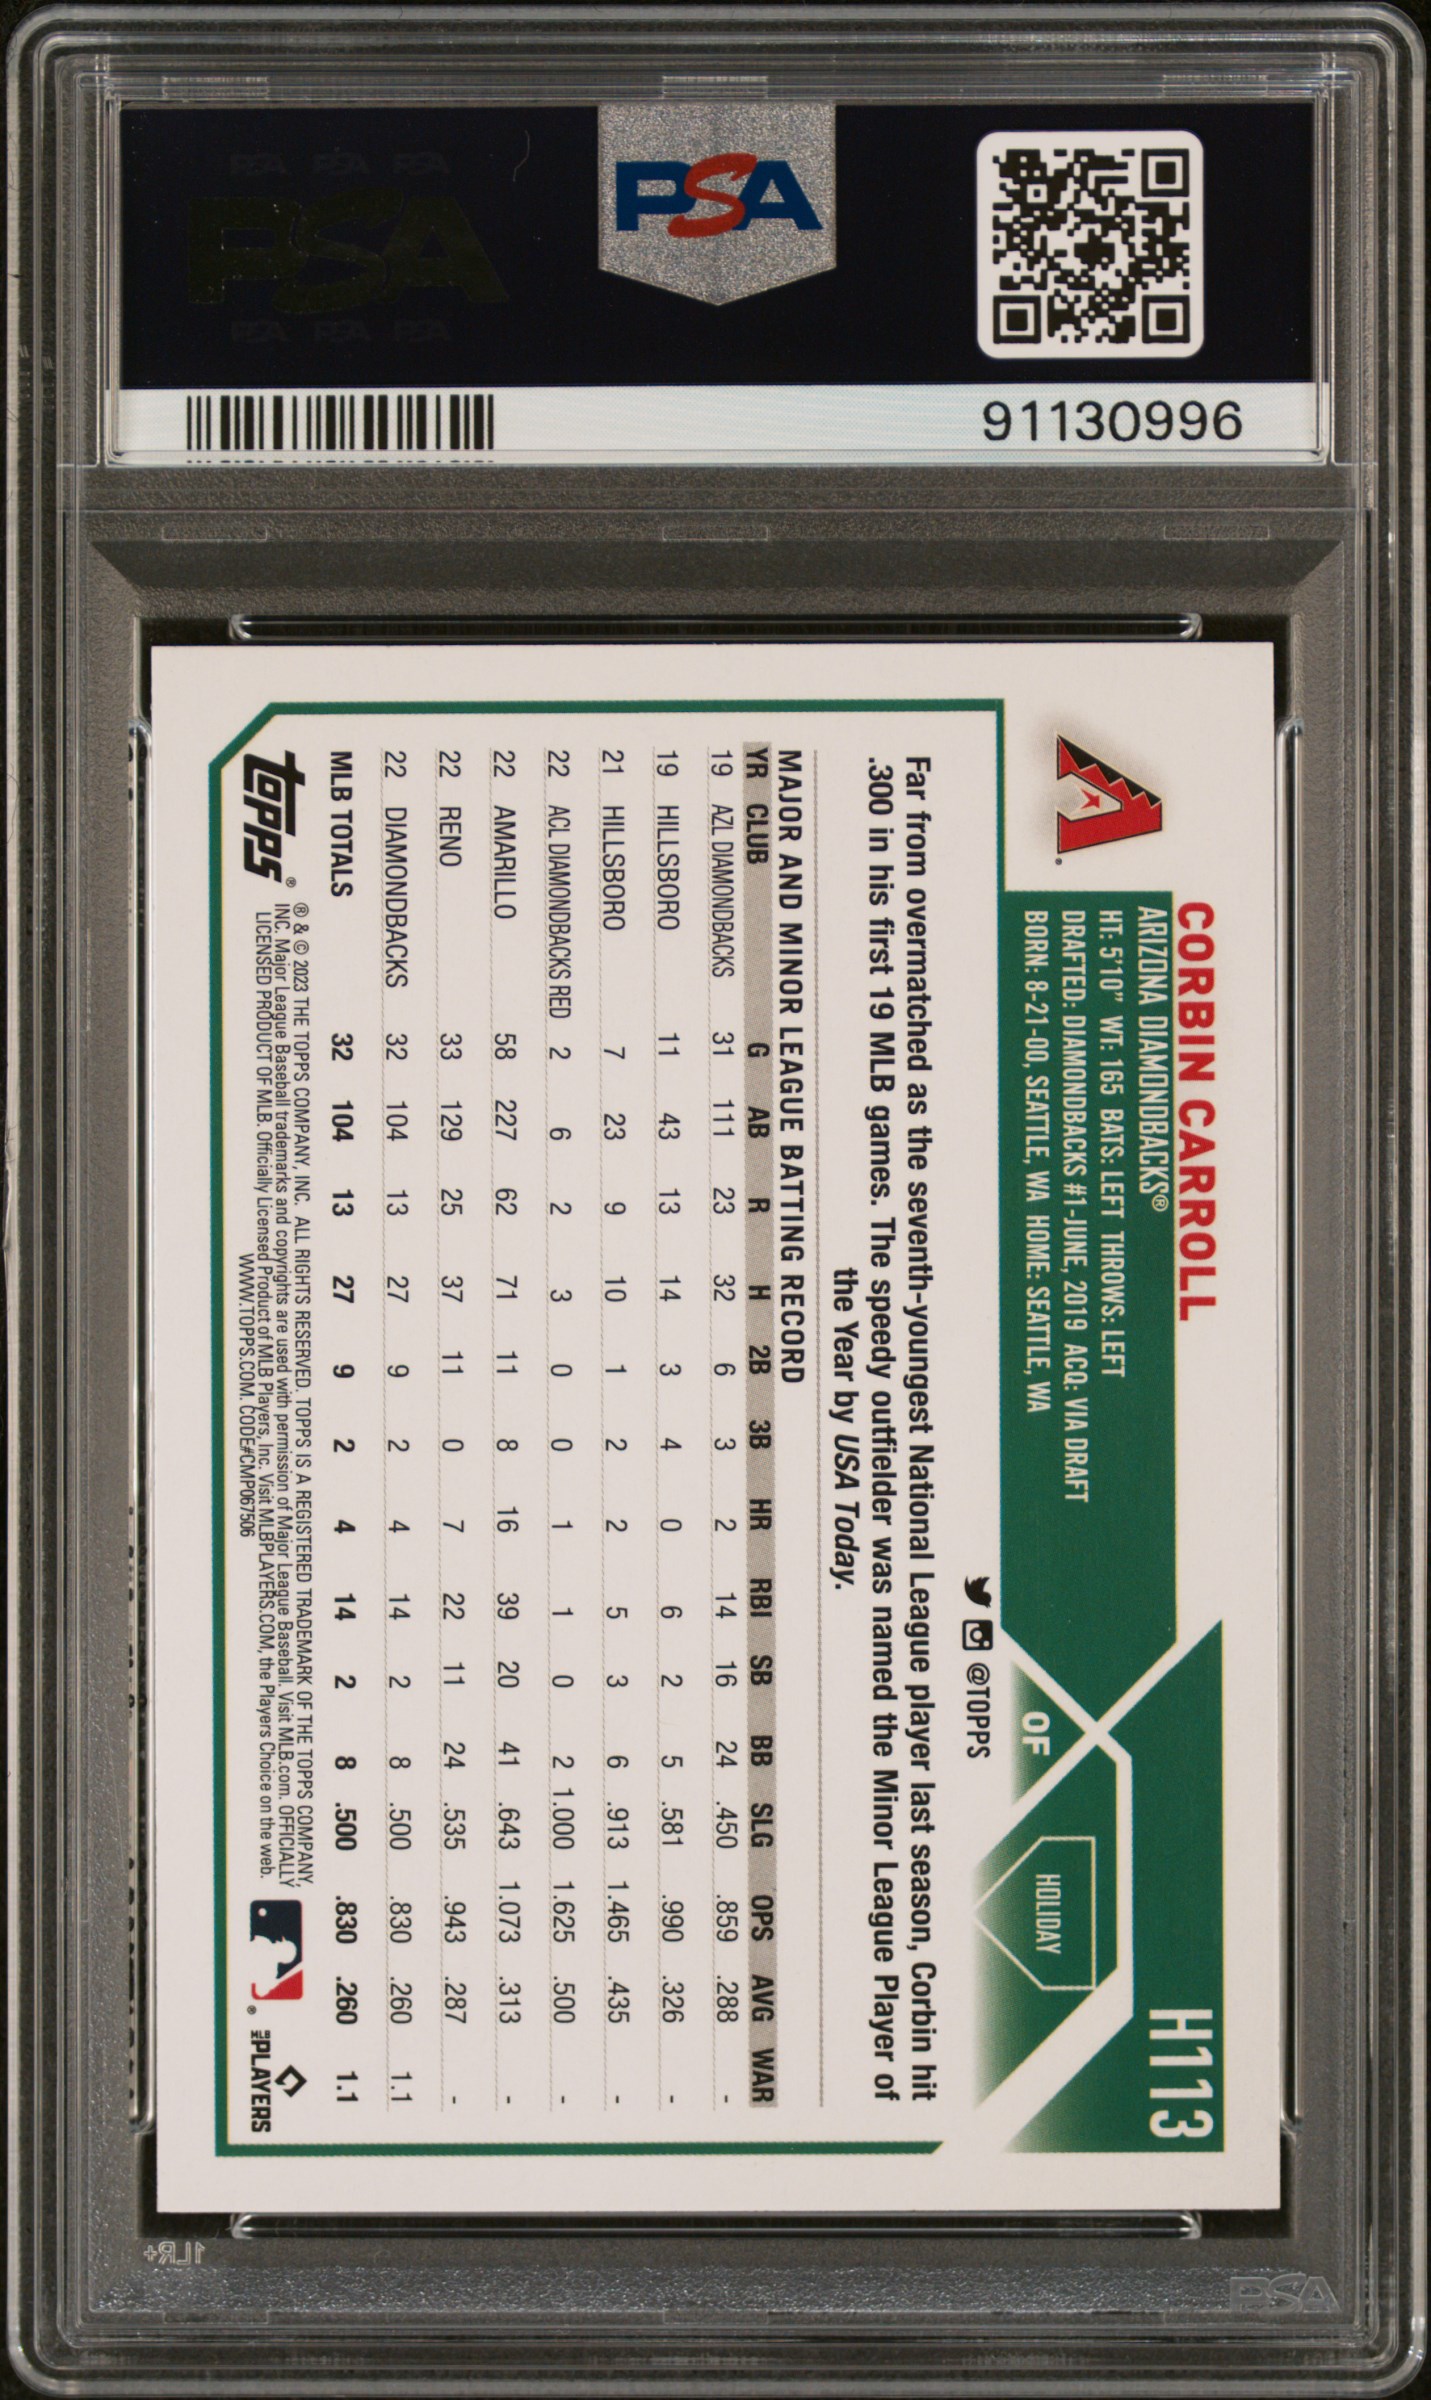 PSA PSA PSA
PSA
PSA PSA PSA
PSA
91130996
H113
CORBIN CARROLL
ARIZONA DIAMONDBACKS®
HT: 5'10" WT: 165 BATS: LEFT THROWS: LEFT
DRAFTED: DIAMONDBACKS #1-JUNE, 2019 ACQ: VIA DRAFT
BORN: 8-21-00, SEATTLE, WA HOME: SEATTLE, WA
OF
HOLIDAY
@TOPPS
Far from overmatched as the seventh-youngest National League player last season, Corbin hit
.300 in his first 19 MLB games. The speedy outfielder was named the Minor League Player of
the Year by USA Today.
MAJOR AND MINOR LEAGUE BATTING RECORD
YR CLUB G AB R H 2B 3B HR RBI SB BB SLG OPS AVG WAR
19 AZL DIAMONDBACKS 31 111 23 32 6 3 2 14 16 24 .450 .859 .288 -
19 HILLSBORO 11 43 13 14 3 4 0 6 2 5 .581 .990 .326 -
21 HILLSBORO 7 23 9 10 1 2 2 5 3 6 .913 1.465 .435 -
22 ACL DIAMONDBACKS RED 2 6 2 3 0 0 1 1 0 2 1.000 1.625 .500 -
22 AMARILLO 58 227 62 71 11 8 16 39 20 41 .643 1.073 .313 -
22 RENO 33 129 25 37 11 0 7 22 11 24 .535 .943 .287 -
22 DIAMONDBACKS 32 104 13 27 9 2 4 14 2 8 .500 .830 .260 1.1
MLB TOTALS 32 104 13 27 9 2 4 14 2 8 .500 .830 .260 1.1
topps®
® & © 2023 THE TOPPS COMPANY, INC. ALL RIGHTS RESERVED. TOPPS IS A REGISTERED TRADEMARK OF THE TOPPS COMPANY,
INC. Major League Baseball trademarks and copyrights are used with permission of Major League Baseball. Visit MLB.com. OFFICIALLY
LICENSED PRODUCT OF MLB. Officially Licensed Product of MLB Players, Inc. Visit MLBPLAYERS.COM, the Players Choice on the web.
WWW.TOPPS.COM. CODE#CMP067506
MLB PLAYERS
1LR+
PSA